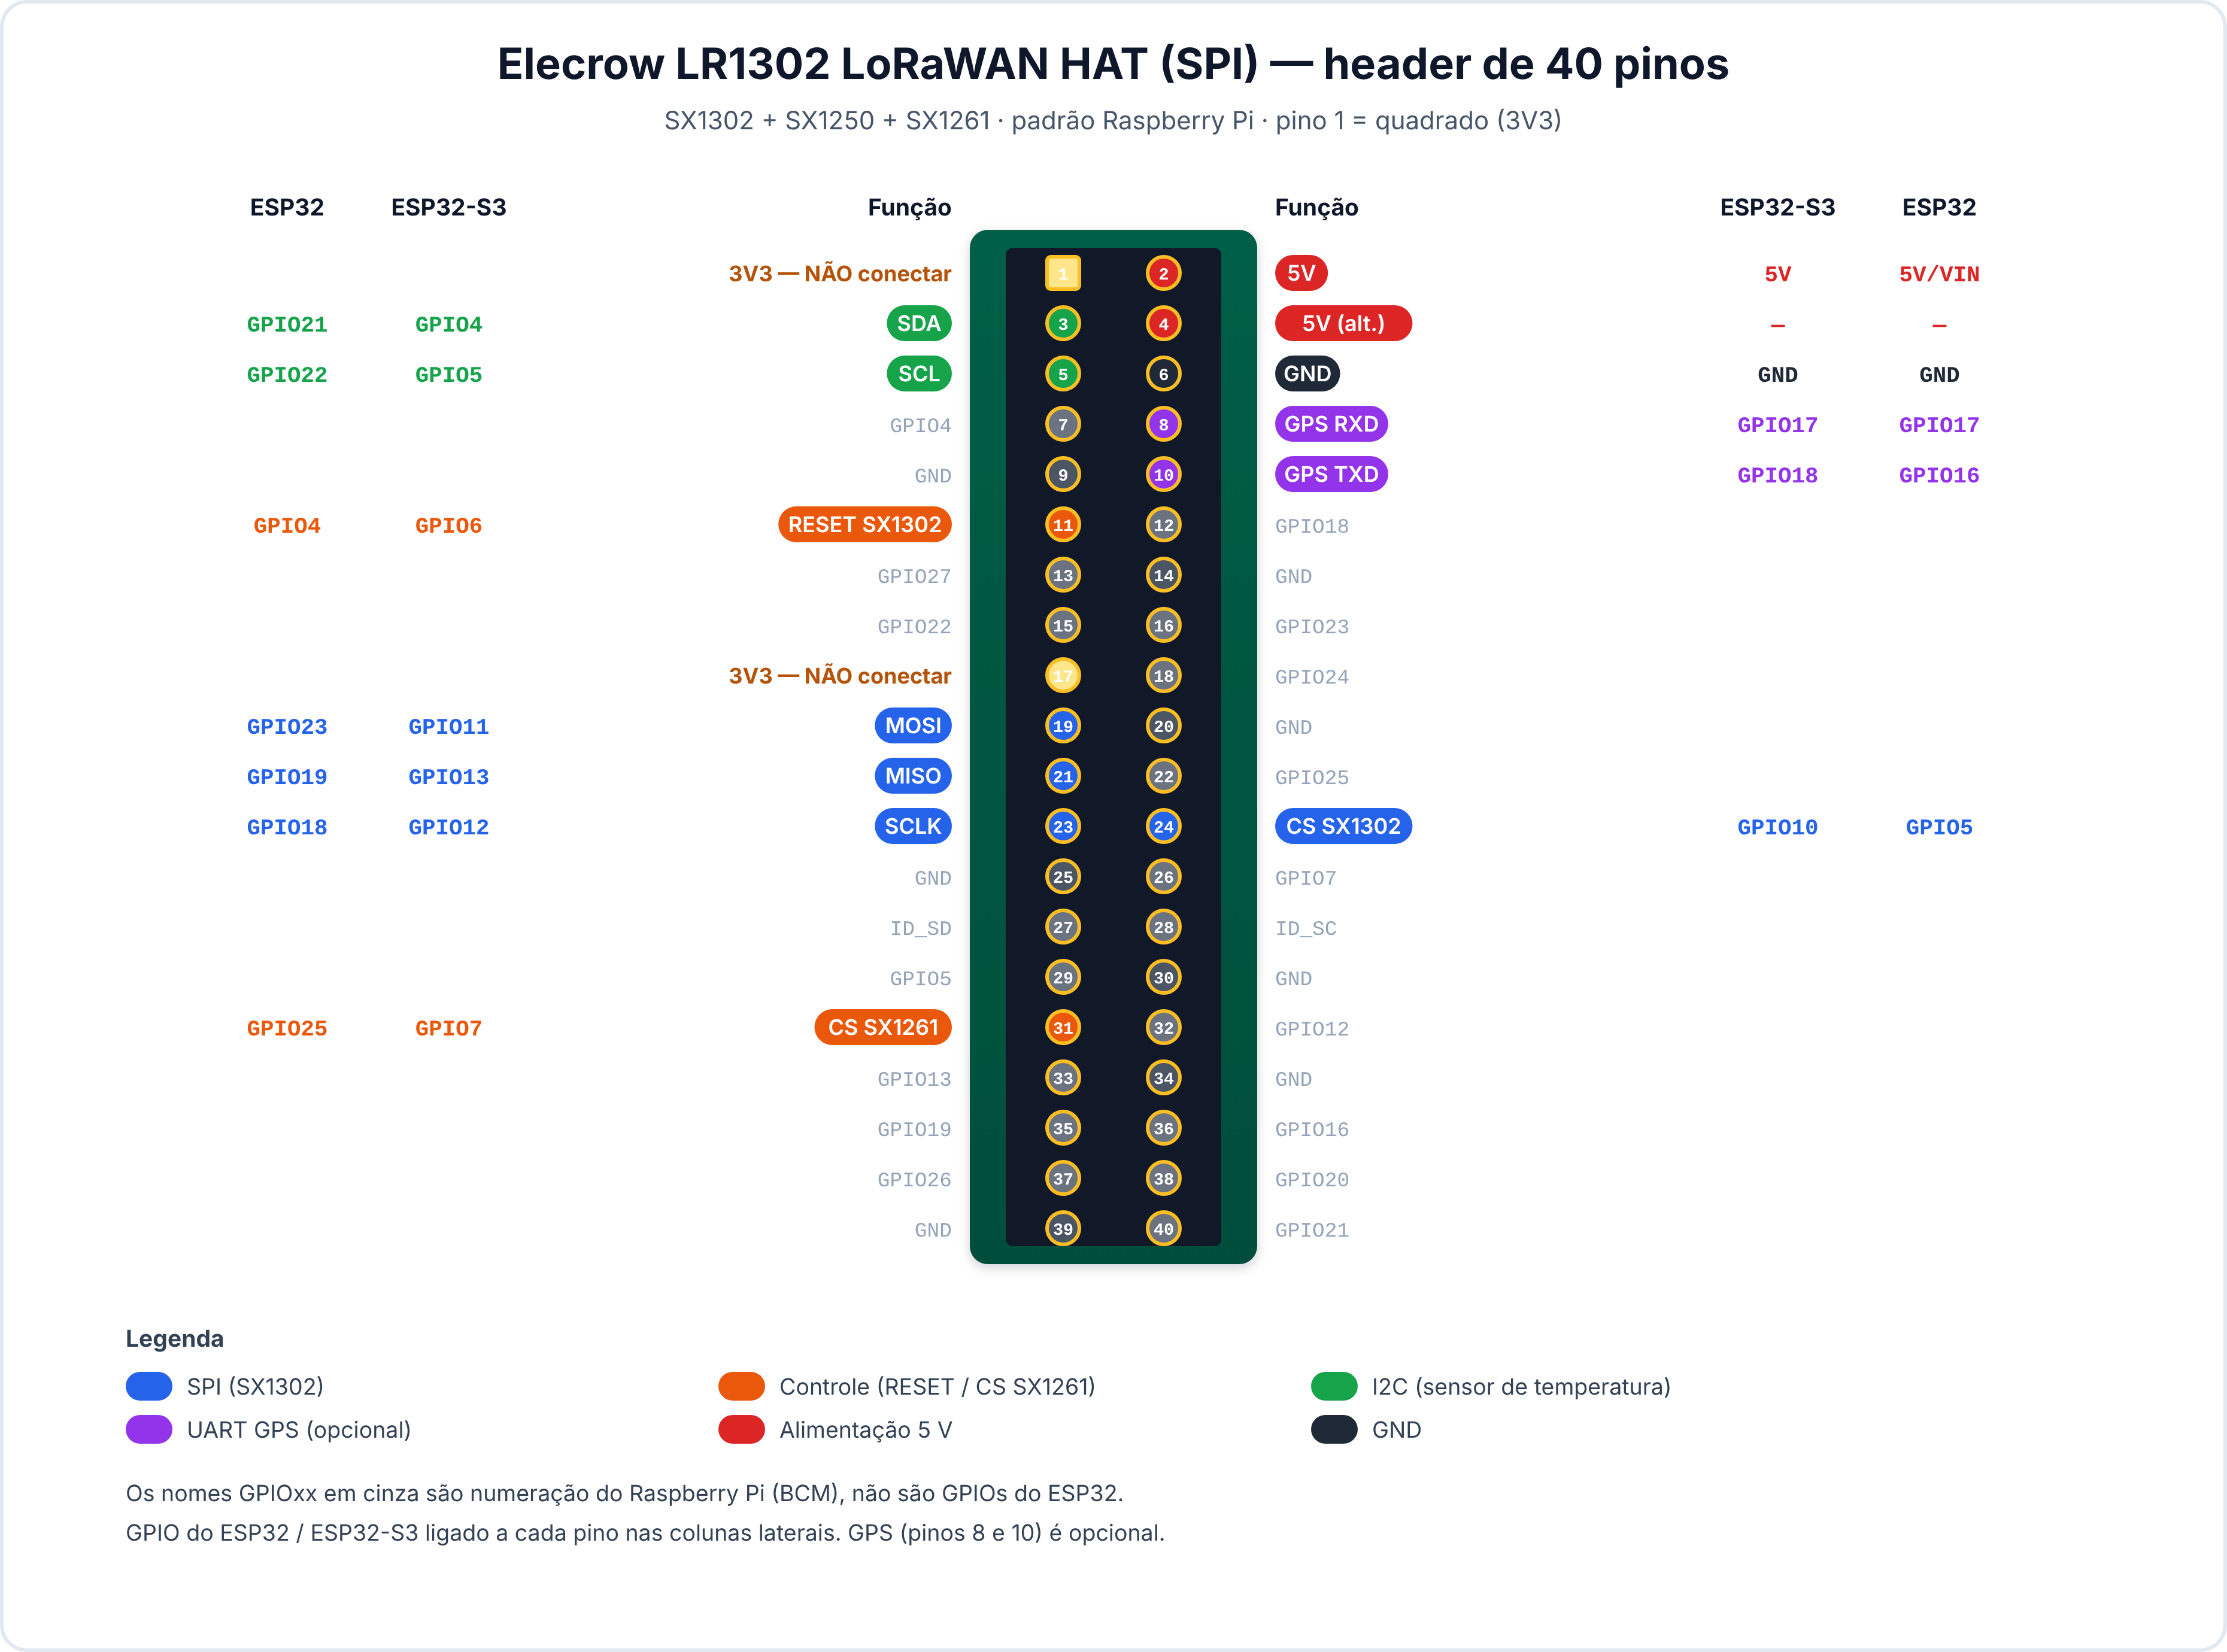 Elecrow LR1302 LoRaWAN HAT (SPI) — header de 40 pinos
SX1302 + SX1250 + SX1261 · padrão Raspberry Pi · pino 1 = quadrado (3V3)
ESP32 ESP32-S3 Função Função ESP32-S3 ESP32
3V3 — NÃO conectar 1 2 5V 5V 5V/VIN
GPIO21 GPIO4 SDA 3 4 5V (alt.) — —
GPIO22 GPIO5 SCL 5 6 GND GND GND
GPIO4 7 8 GPS RXD GPIO17 GPIO17
GND 9 10 GPS TXD GPIO18 GPIO16
GPIO4 GPIO6 RESET SX1302 11 12 GPIO18
GPIO27 13 14 GND
GPIO22 15 16 GPIO23
3V3 — NÃO conectar 17 18 GPIO24
GPIO23 GPIO11 MOSI 19 20 GND
GPIO19 GPIO13 MISO 21 22 GPIO25
GPIO18 GPIO12 SCLK 23 24 CS SX1302 GPIO10 GPIO5
GND 25 26 GPIO7
ID_SD 27 28 ID_SC
GPIO5 29 30 GND
GPIO25 GPIO7 CS SX1261 31 32 GPIO12
GPIO13 33 34 GND
GPIO19 35 36 GPIO16
GPIO26 37 38 GPIO20
GND 39 40 GPIO21
Legenda
SPI (SX1302) Controle (RESET / CS SX1261) I2C (sensor de temperatura)
UART GPS (opcional) Alimentação 5 V GND
Os nomes GPIOxx em cinza são numeração do Raspberry Pi (BCM), não são GPIOs do ESP32.
GPIO do ESP32 / ESP32-S3 ligado a cada pino nas colunas laterais. GPS (pinos 8 e 10) é opcional.